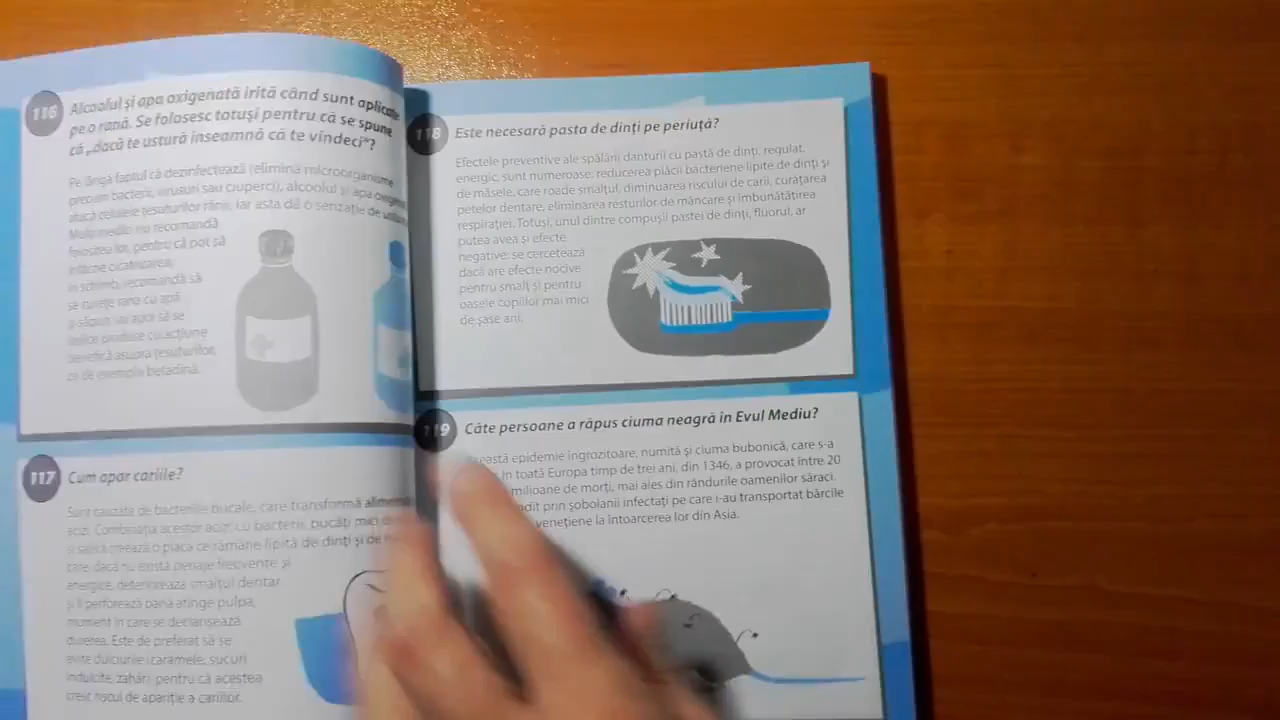 116
Alcoolul și apa oxigenată irită când sunt aplicate
pe o rană. Se folosesc totuși pentru că se spune
că „dacă te ustură înseamnă că te vindeci”?
Pe lângă faptul că dezinfectează (elimină microorganisme
precum bacterii, virusuri sau ciuperci), alcoolul și apa oxigenată
atacă celulele țesuturilor rănii, iar asta dă o senzație de
Mulți medici nu recomandă
folosirea lor, pentru că pot să
întârzie cicatrizarea;
în schimb, recomandă să
se curețe rana cu apă
și săpun iar apoi să se
aplice produse cu acțiune
benefică asupra țesuturilor,
ca de exemplu betadină.
117
Cum apar cariile?
Sunt cauzate de bacteriile bucale, care transformă
acizi. Combinația acestor acizi cu bacterii, bucăți mici
și salivă creează o placă ce rămâne lipită de dinți și de
care, dacă nu există periaje frecvente și
energice, deteriorează smalțul dentar
și îl perforează până atinge pulpa,
moment în care se declanșează
durerea. Este de preferat să se
evite dulciurile (caramele, sucuri
îndulcite, zahăr) pentru că acestea
cresc riscul de apariție a cariilor.
118
Este necesară pasta de dinți pe periuță?
Efectele preventive ale spălării danturii cu pastă de dinți, regulat,
energic, sunt numeroase: reducerea plăcii bacteriene lipite de dinți și
de măsele, care roade smalțul, diminuarea riscului de carii, curățarea
petelor dentare, eliminarea resturilor de mâncare și îmbunătățirea
respirației. Totuși, unul dintre compușii pastei de dinți, fluorul, ar
putea avea și efecte
negative: se cercetează
dacă are efecte nocive
pentru smalț și pentru
oasele copiilor mai mici
de șase ani.
119
Câte persoane a răpus ciuma neagră în Evul Mediu?
epidemie îngrozitoare, numită și ciuma bubonică, care s-a
în toată Europa timp de trei ani, din 1346, a provocat între 20
milioane de morți, mai ales din rândurile oamenilor săraci.
prin șobolanii infectați pe care i-au transportat bărcile
venețiene la întoarcerea lor din Asia.